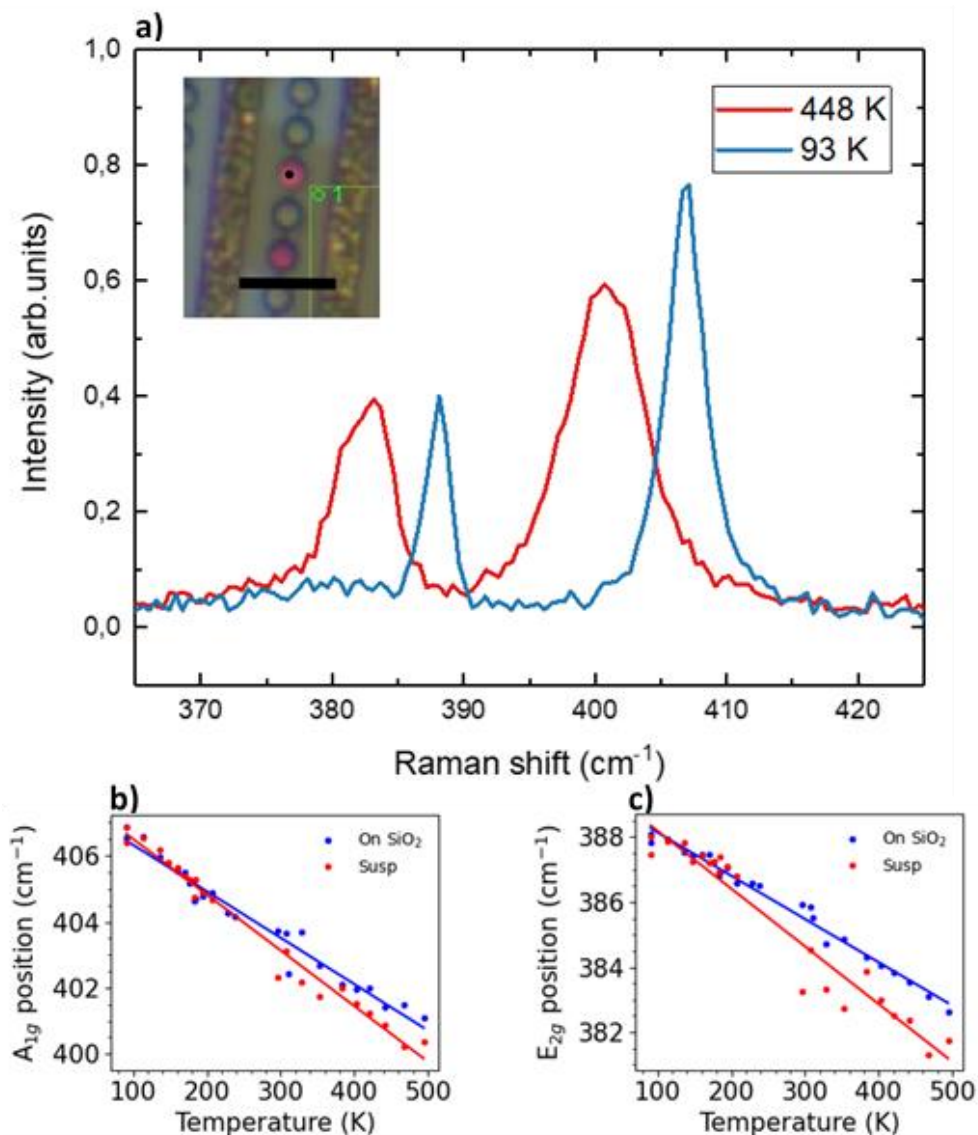 a)
1,0
0,8
0,6
0,4
0,2
0,0
Intensity (arb.units)
448 K
93 K
1
370 380 390 400 410 420
Raman shift (cm⁻¹)
b)
406
404
402
400
A₁g position (cm⁻¹)
On SiO₂
Susp
100 200 300 400 500
Temperature (K)
c)
388
386
384
382
E₂g position (cm⁻¹)
On SiO₂
Susp
100 200 300 400 500
Temperature (K)